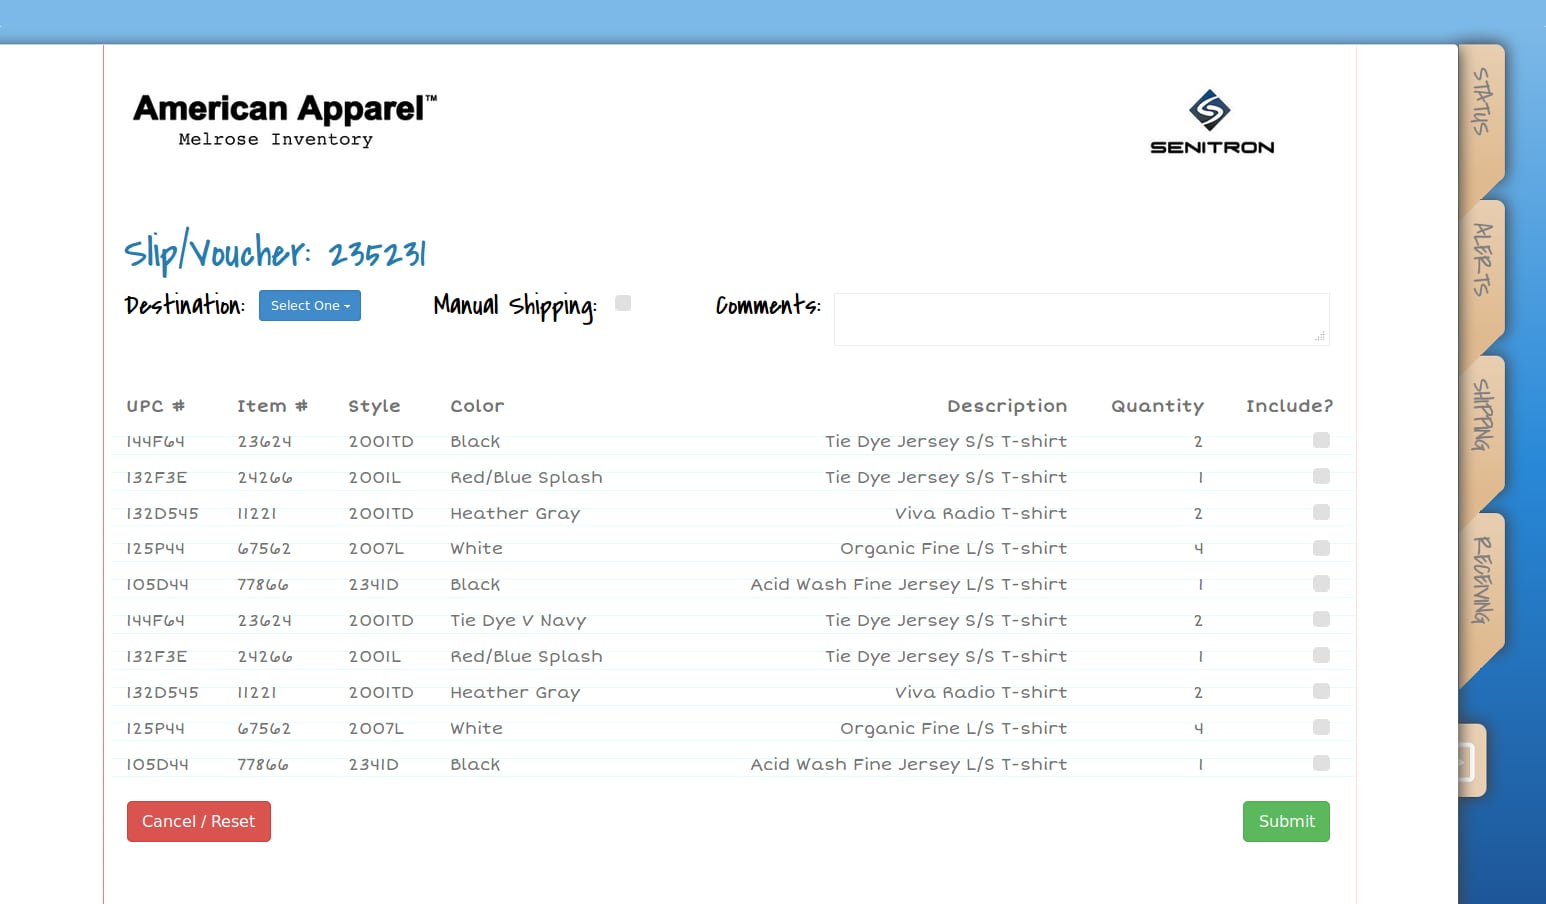 American Apparel™
Melrose Inventory
SENITRON
Slip/Voucher: 235231
Destination: Select One Manual Shipping: Comments:
UPC # Item # Style Color Description Quantity Include?
144F64 23624 2001TD Black Tie Dye Jersey S/S T-shirt 2
132F3E 24266 2001L Red/Blue Splash Tie Dye Jersey S/S T-shirt 1
132D545 11221 2001TD Heather Gray Viva Radio T-shirt 2
125P44 67562 2007L White Organic Fine L/S T-shirt 4
105D44 77866 2341D Black Acid Wash Fine Jersey L/S T-shirt 1
144F64 23624 2001TD Tie Dye V Navy Tie Dye Jersey S/S T-shirt 2
132F3E 24266 2001L Red/Blue Splash Tie Dye Jersey S/S T-shirt 1
132D545 11221 2001TD Heather Gray Viva Radio T-shirt 2
125P44 67562 2007L White Organic Fine L/S T-shirt 4
105D44 77866 2341D Black Acid Wash Fine Jersey L/S T-shirt 1
Cancel / Reset Submit
STATUS
ALERTS
SHIPPING
RECEIVING